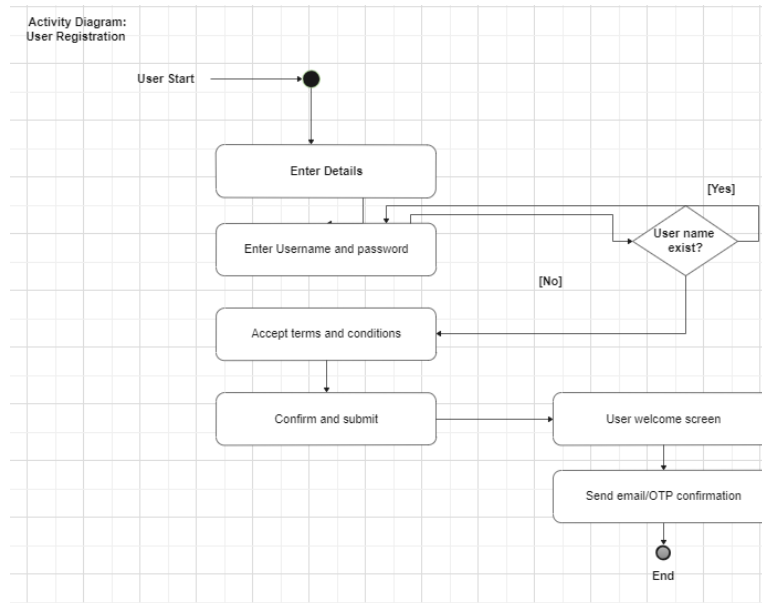 Activity Diagram:
User Registration
User Start
Enter Details
[Yes]
Enter Username and password
User name
exist?
[No]
Accept terms and conditions
Confirm and submit
User welcome screen
Send email/OTP confirmation
End